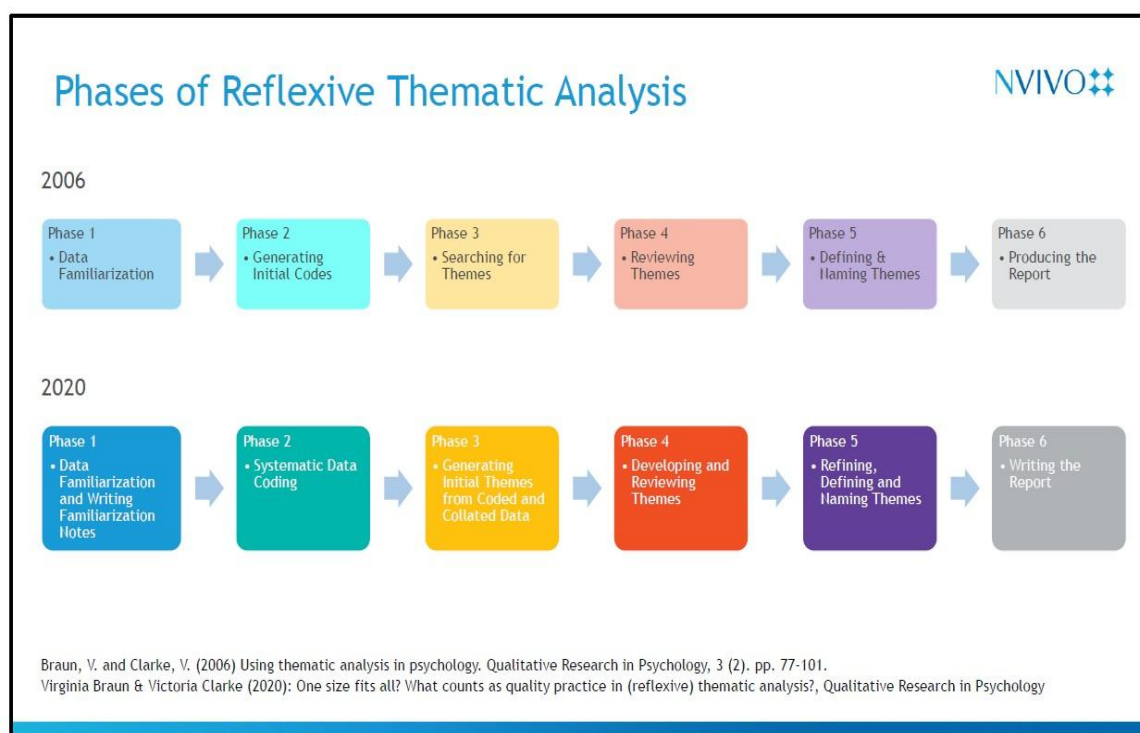 Phases of Reflexive Thematic Analysis
NVIVO
2006
Phase 1
• Data
Familiarization
Phase 2
• Generating
Initial Codes
Phase 3
• Searching for
Themes
Phase 4
• Reviewing
Themes
Phase 5
• Defining &
Naming Themes
Phase 6
• Producing the
Report
2020
Phase 1
• Data
Familiarization
and Writing
Familiarization
Notes
Phase 2
• Systematic Data
Coding
Phase 3
• Generating
Initial Themes
from Coded and
Collated Data
Phase 4
• Developing and
Reviewing
Themes
Phase 5
• Refining,
Defining and
Naming Themes
Phase 6
• Writing the
Report
Braun, V. and Clarke, V. (2006) Using thematic analysis in psychology. Qualitative Research in Psychology, 3 (2). pp. 77-101.
Virginia Braun & Victoria Clarke (2020): One size fits all? What counts as quality practice in (reflexive) thematic analysis?, Qualitative Research in Psychology